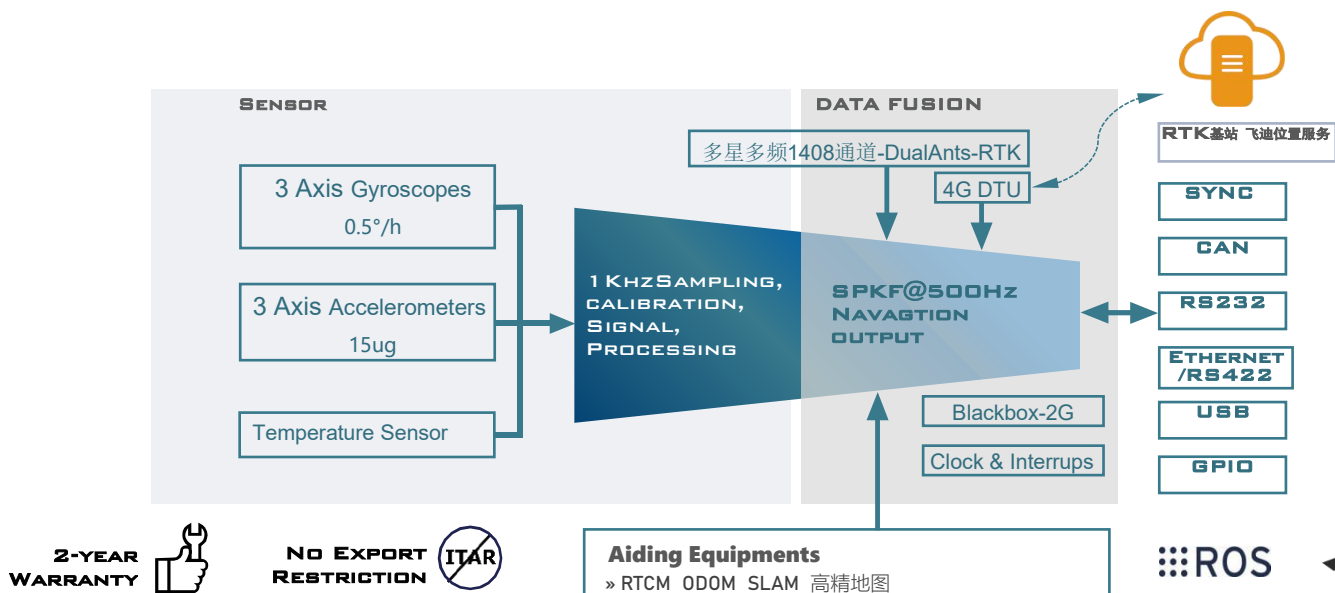 SENSOR
DATA FUSION
3 Axis Gyroscopes
0.5°/h
3 Axis Accelerometers
15ug
Temperature Sensor
1KHZSAMPLING,
CALIBRATION,
SIGNAL,
PROCESSING
多星多频1408通道-DualAnts-RTK
4G DTU
SPKF@500HZ
NAVAGTION
OUTPUT
Blackbox-2G
Clock & Interrups
RTK基站 飞迪位置服务
SYNC
CAN
RS232
ETHERNET
/RS422
USB
GPIO
2-YEAR
WARRANTY
NO EXPORT
RESTRICTION
ITAR
Aiding Equipments
» RTCM ODOM SLAM 高精地图
ROS